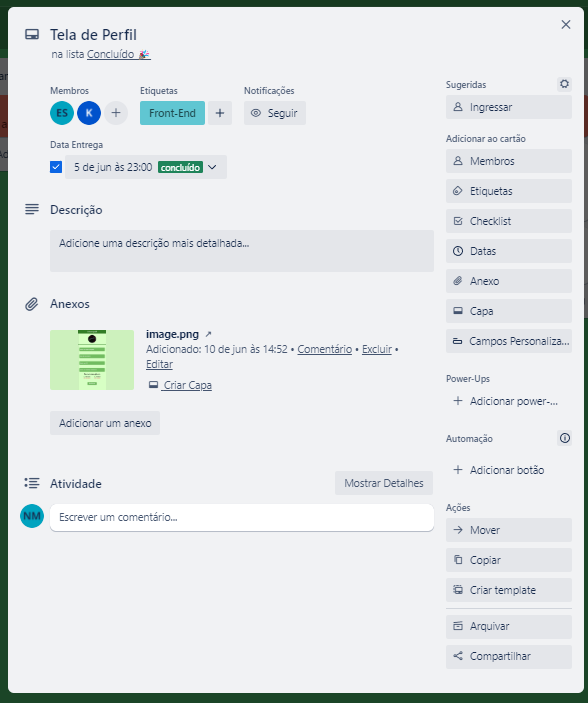 Tela de Perfil
na lista Concluído 🎉
Membros
Etiquetas
Notificações
ES
K
Front-End
Seguir
Data Entrega
5 de jun às 23:00 concluído
Descrição
Adicione uma descrição mais detalhada...
Anexos
image.png ↗
Adicionado: 10 de jun às 14:52 • Comentário • Excluir •
Editar
Criar Capa
Adicionar um anexo
Atividade
Mostrar Detalhes
NM
Escrever um comentário...
Sugeridas
Ingressar
Adicionar ao cartão
Membros
Etiquetas
Checklist
Datas
Anexo
Capa
Campos Personaliza...
Power-Ups
+ Adicionar power-...
Automação
+ Adicionar botão
Ações
Mover
Copiar
Criar template
Arquivar
Compartilhar